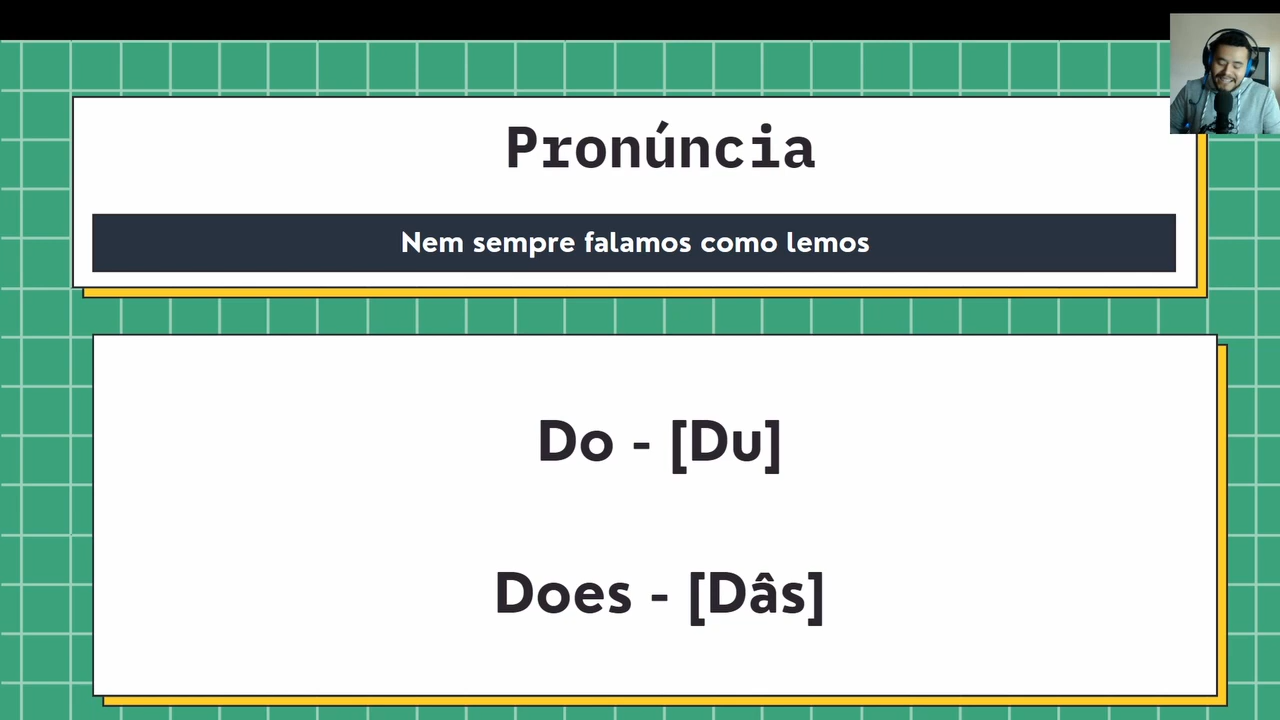 Pronúncia
Nem sempre falamos como lemos
Do - [Du]
Does - [Dâs]